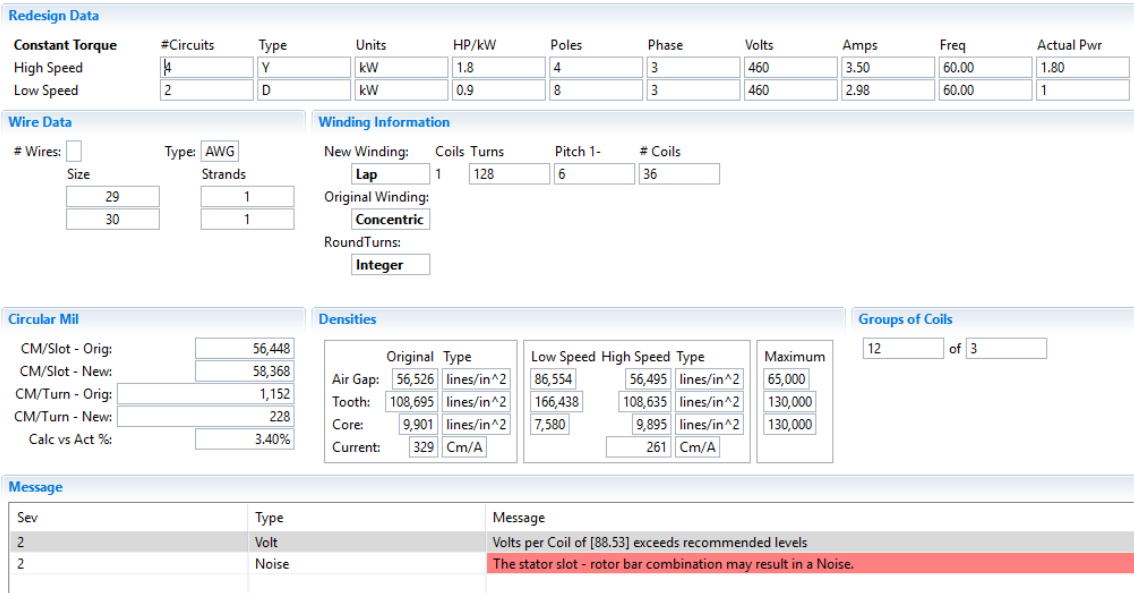 Redesign Data
Constant Torque #Circuits Type Units HP/kW Poles Phase Volts Amps Freq Actual Pwr
High Speed 4 Y kW 1.8 4 3 460 3.50 60.00 1.80
Low Speed 2 D kW 0.9 8 3 460 2.98 60.00 1
Wire Data
# Wires: Type: AWG
Size Strands
29 1
30 1
Winding Information
New Winding: Coils Turns Pitch 1- # Coils
Lap 1 128 6 36
Original Winding:
Concentric
RoundTurns:
Integer
Circular Mil
CM/Slot - Orig: 56,448
CM/Slot - New: 58,368
CM/Turn - Orig: 1,152
CM/Turn - New: 228
Calc vs Act %: 3.40%
Densities
Original Type Low Speed High Speed Type Maximum
Air Gap: 56,526 lines/in^2 86,554 56,495 lines/in^2 65,000
Tooth: 108,695 lines/in^2 166,438 108,635 lines/in^2 130,000
Core: 9,901 lines/in^2 7,580 9,895 lines/in^2 130,000
Current: 329 Cm/A 261 Cm/A
Groups of Coils
12 of 3
Message
Sev Type Message
2 Volt Volts per Coil of [88.53] exceeds recommended levels
2 Noise The stator slot - rotor bar combination may result in a Noise.